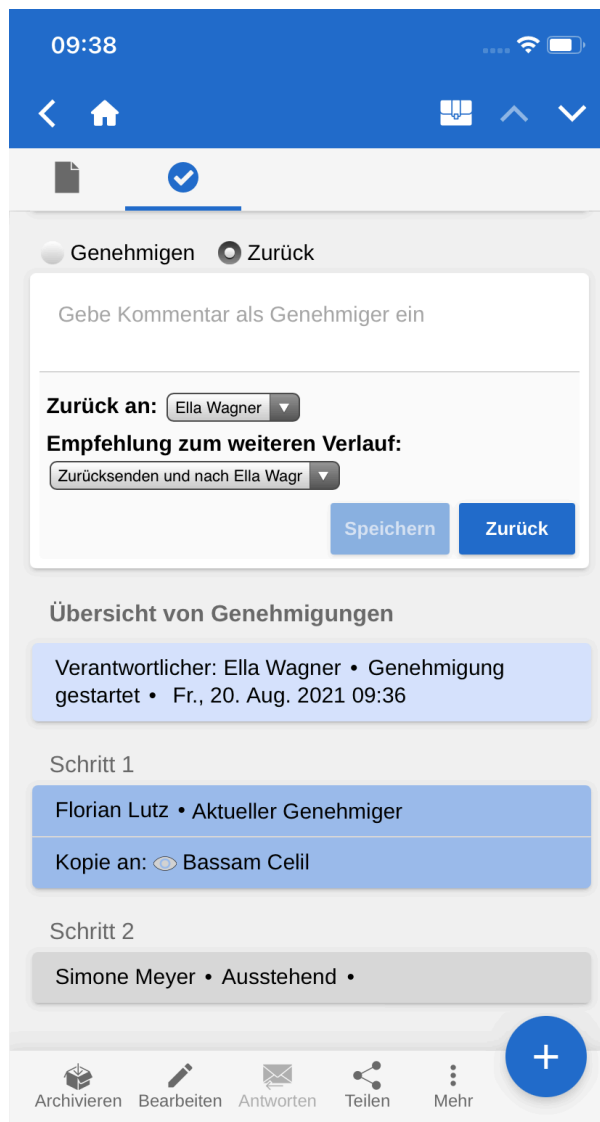 09:38
Genehmigen Zurück
Gebe Kommentar als Genehmiger ein
Zurück an: Ella Wagner
Empfehlung zum weiteren Verlauf:
Zurücksenden und nach Ella Wagr
Speichern Zurück
Übersicht von Genehmigungen
Verantwortlicher: Ella Wagner • Genehmigung
gestartet • Fr., 20. Aug. 2021 09:36
Schritt 1
Florian Lutz • Aktueller Genehmiger
Kopie an: Bassam Celil
Schritt 2
Simone Meyer • Ausstehend •
Archivieren Bearbeiten Antworten Teilen Mehr